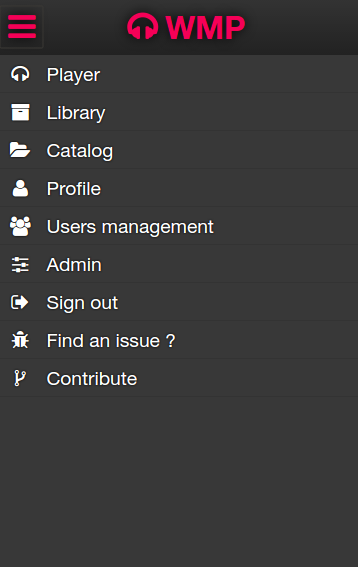 WMP
Player
Library
Catalog
Profile
Users management
Admin
Sign out
Find an issue ?
Contribute